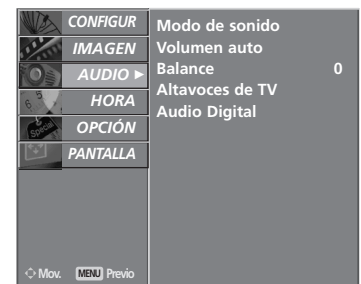 CONFIGUR
IMAGEN
AUDIO ►
HORA
OPCIÓN
PANTALLA
Modo de sonido
Volumen auto
Balance 0
Altavoces de TV
Audio Digital
Special
Mov. MENU Previo